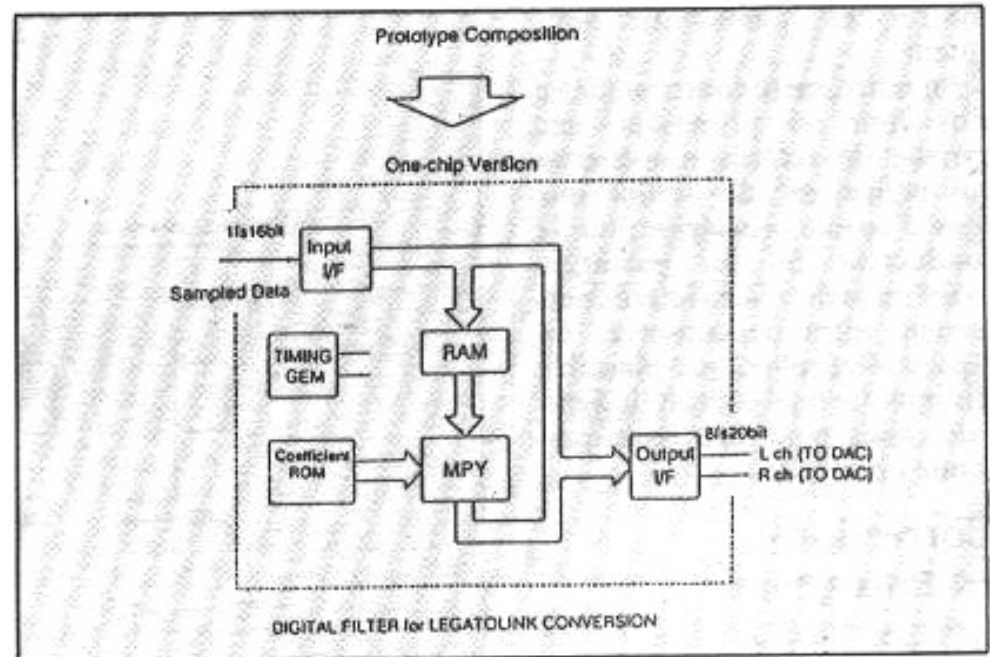 Prototype Composition
One-chip Version
1fs16bit
Input
I/F
Sampled Data
TIMING
GEM
RAM
Coefficient
ROM
MPY
8fs20bit
Output
I/F
L ch (TO DAC)
R ch (TO DAC)
DIGITAL FILTER for LEGATOLINK CONVERSION